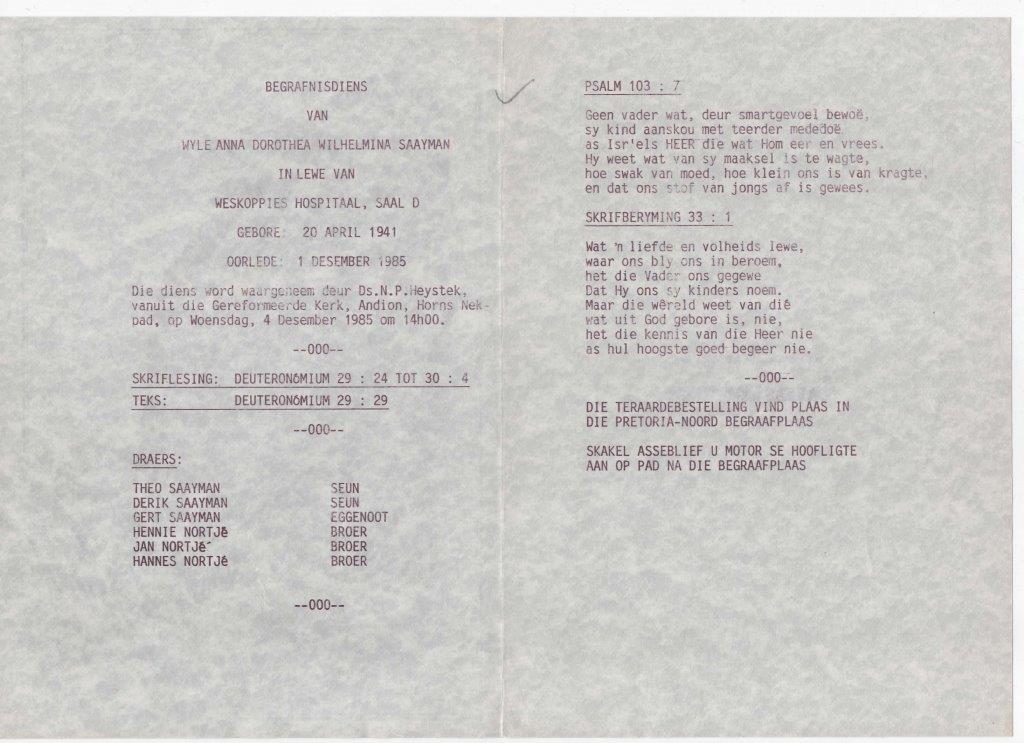 BEGRAFNISDIENS
VAN
WYLE ANNA DOROTHEA WILHELMINA SAAYMAN
IN LEWE VAN
WESKOPPIES HOSPITAAL, SAAL D
GEBORE: 20 APRIL 1941
OORLEDE: 1 DESEMBER 1985
Die diens word waargeneem deur Ds.N.P.Heystek,
vanuit die Gereformeerde Kerk, Andion, Horns Nek-
pad, op Woensdag, 4 Desember 1985 om 14h00.
--000--
SKRIFLESING: DEUTERONÓMIUM 29 : 24 TOT 30 : 4
TEKS: DEUTERONÓMIUM 29 : 29
--000--
DRAERS:
THEO SAAYMAN SEUN
DERIK SAAYMAN SEUN
GERT SAAYMAN EGGENOOT
HENNIE NORTJé BROER
JAN NORTJé BROER
HANNES NORTJé BROER
--000--
PSALM 103 : 7
Geen vader wat, deur smartgevoel bewoë,
sy kind aanskou met teerder mededoë
as Isr'els HEER die wat Hom eer en vrees.
Hy weet wat van sy maaksel is te wagte,
hoe swak van moed, hoe klein ons is van kragte,
en dat ons stof van jongs af is gewees.
SKRIFBERYMING 33 : 1
Wat 'n liefde en volheids lewe,
waar ons bly ons in beroem,
het die Vader ons gegewe
Dat Hy ons sy kinders noem.
Maar die wêreld weet van dié
wat uit God gebore is, nie,
het die kennis van die Heer nie
as hul hoogste goed begeer nie.
--000--
DIE TERAARDEBESTELLING VIND PLAAS IN
DIE PRETORIA-NOORD BEGRAAFPLAAS
SKAKEL ASSEBLIEF U MOTOR SE HOOFLIGTE
AAN OP PAD NA DIE BEGRAAFPLAAS